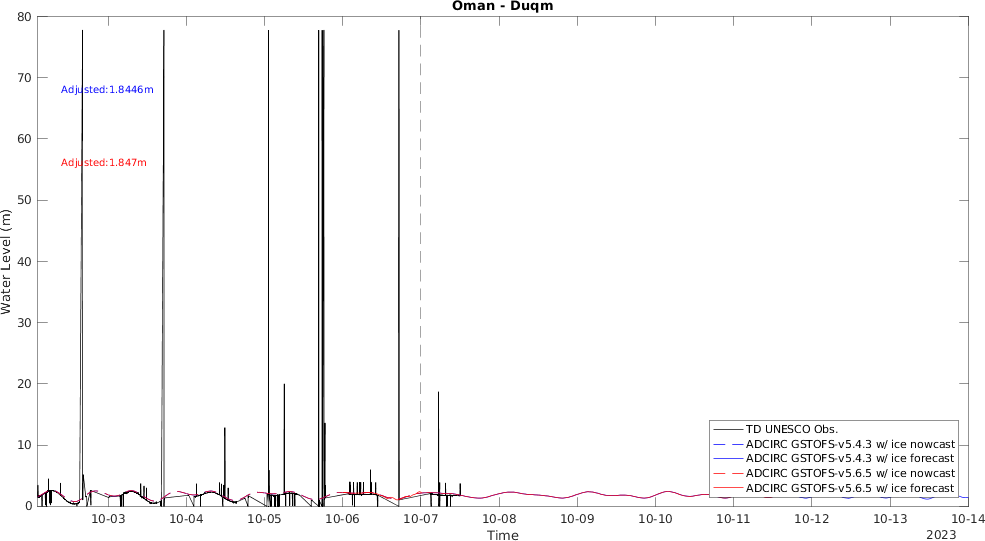 Oman - Duqm
80
70
60
50
40
30
20
10
0
Water Level (m)
Adjusted:1.8446m
Adjusted:1.847m
TD UNESCO Obs.
ADCIRC GSTOFS-v5.4.3 w/ ice nowcast
ADCIRC GSTOFS-v5.4.3 w/ ice forecast
ADCIRC GSTOFS-v5.6.5 w/ ice nowcast
ADCIRC GSTOFS-v5.6.5 w/ ice forecast
10-03 10-04 10-05 10-06 10-07 10-08 10-09 10-10 10-11 10-12 10-13 10-14
Time
2023